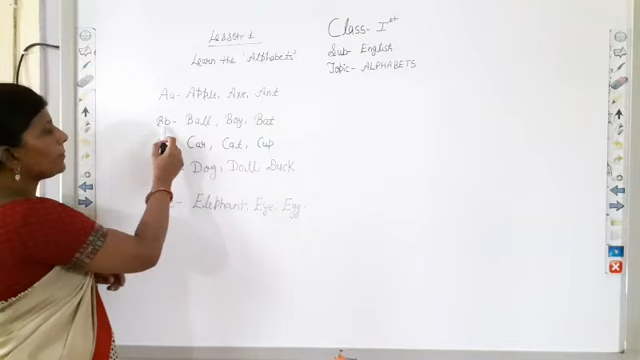 Lesson 1
Learn the 'Alphabets'
Class- Ist
Sub- English
Topic- ALPHABETS
Aa- Apple, Axe, Ant
Bb- Ball, Boy, Bat
Car, Cat, Cup
Dog, Doll Duck
Elephant, Eye, Egg.